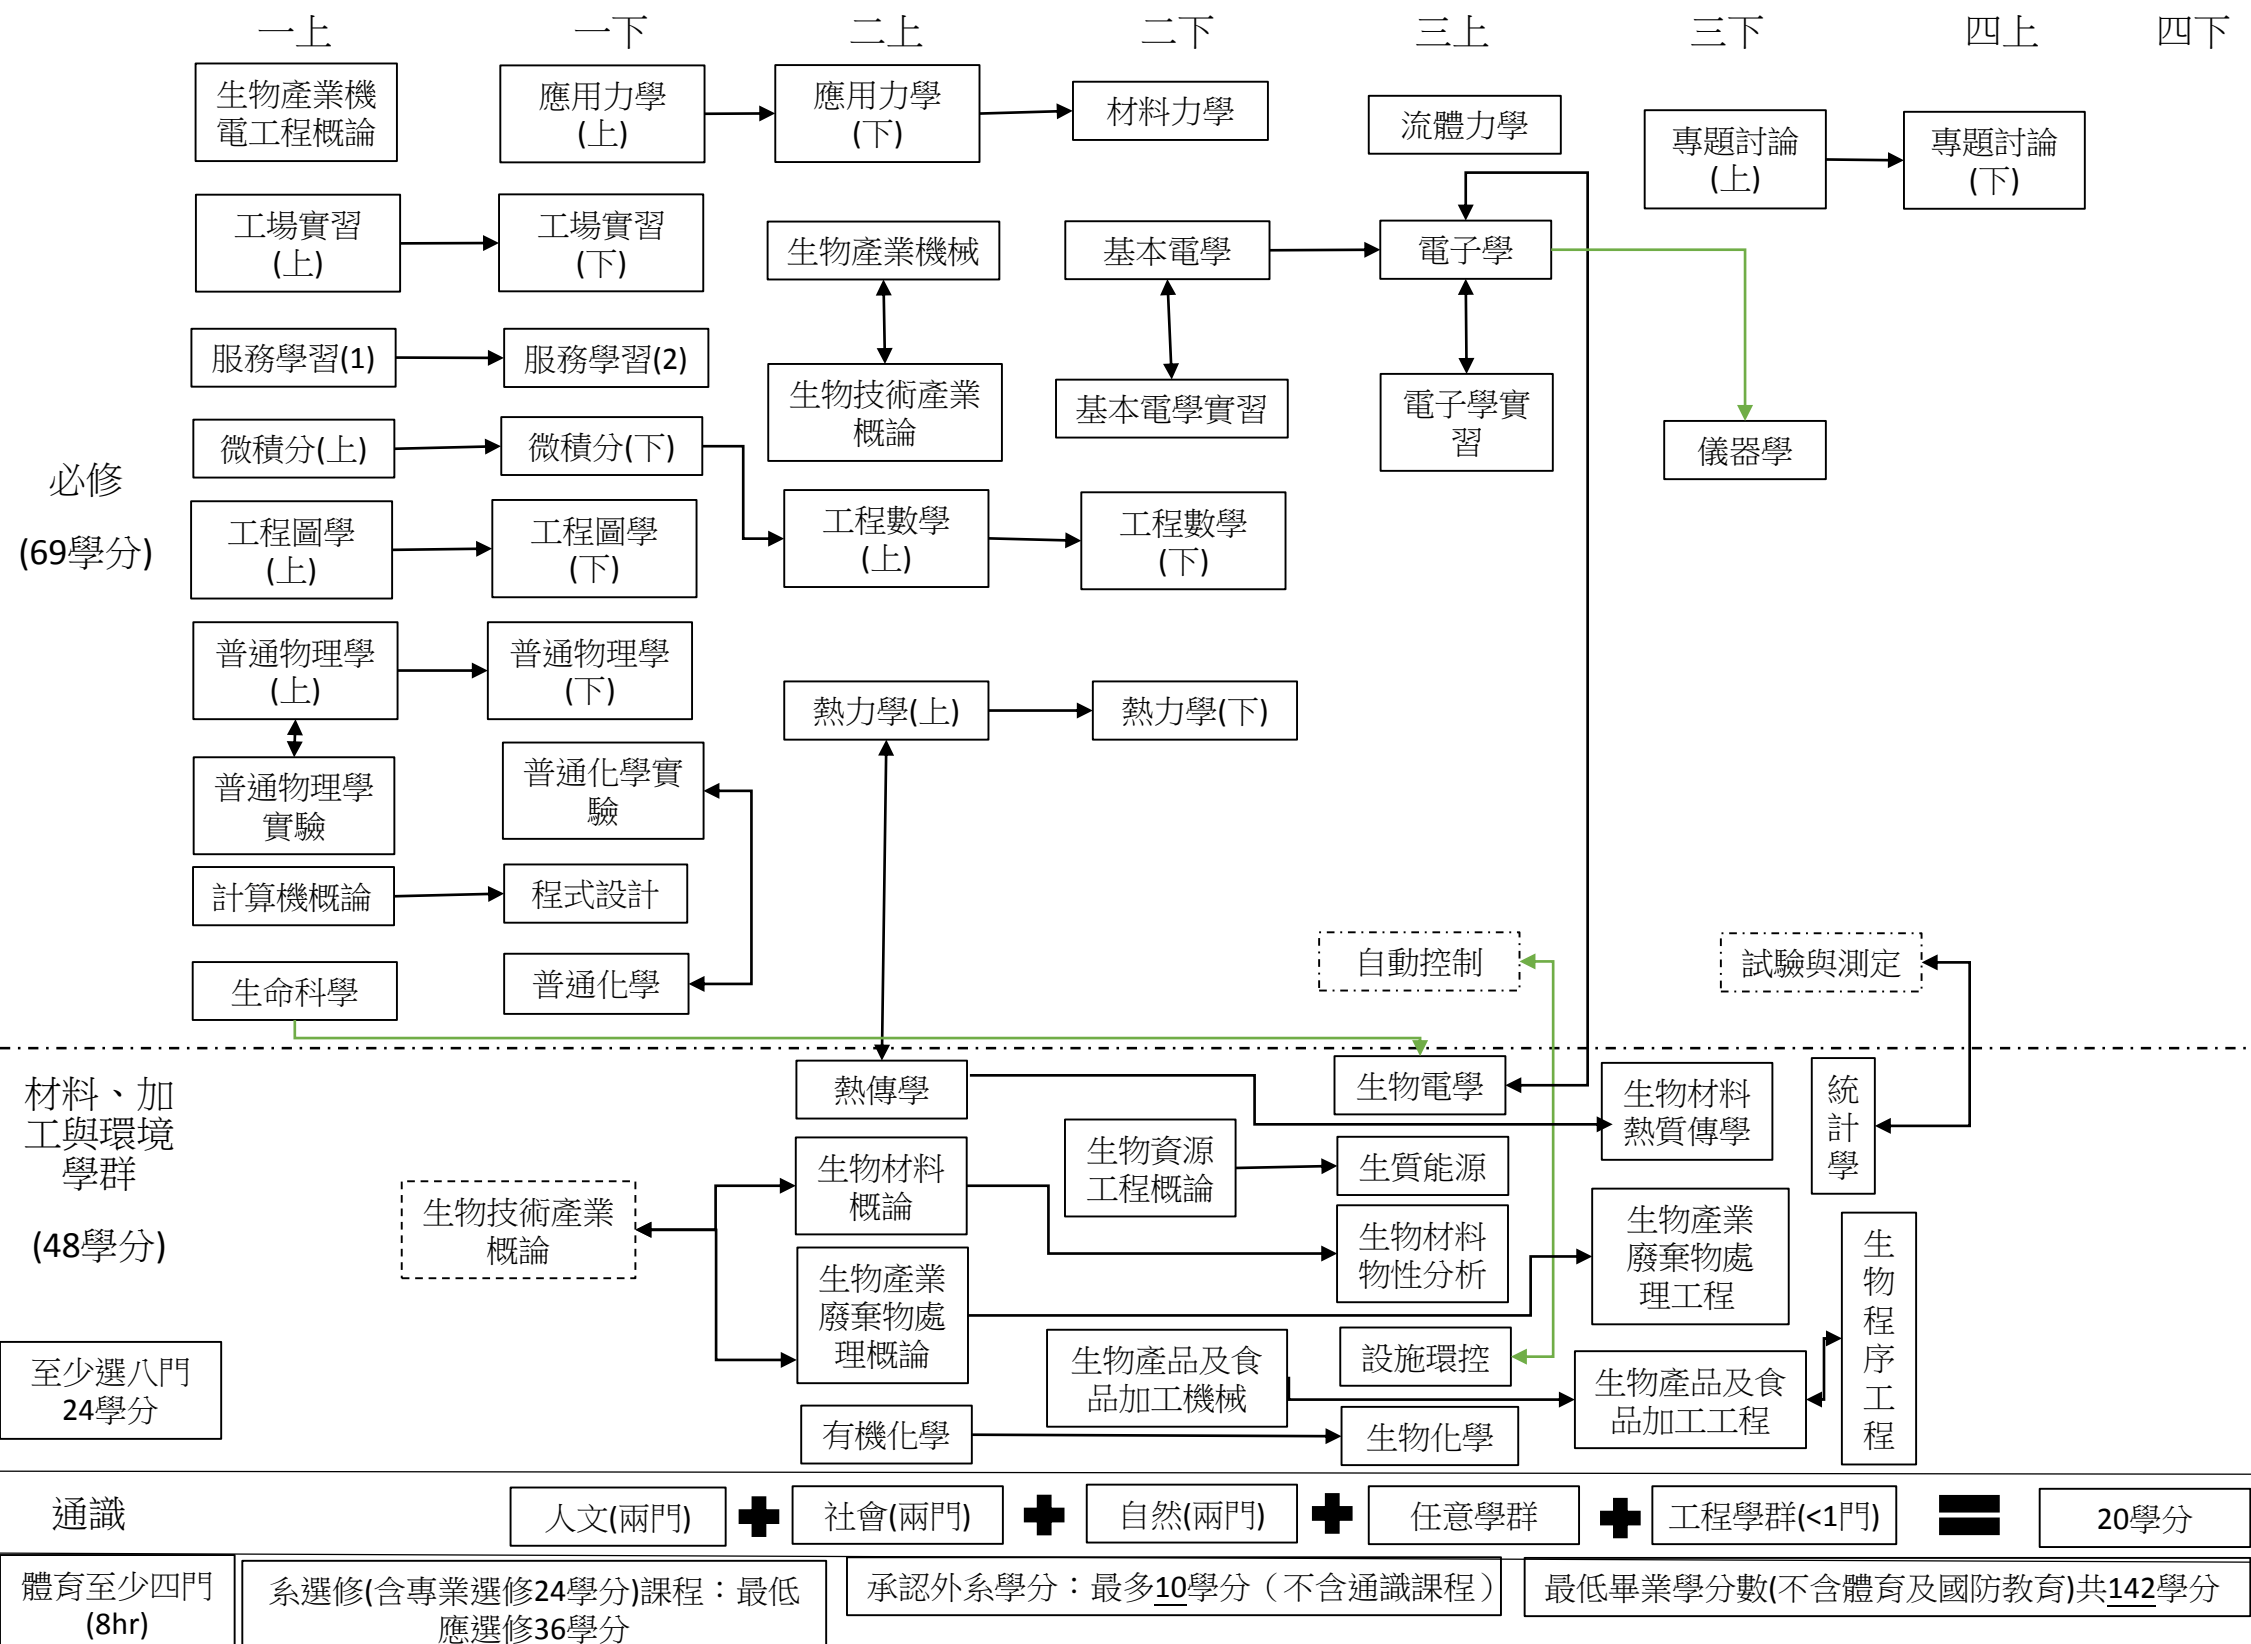 一上
一下
二上
二下
三上
三下
四上
四下
生物產業機
電工程概論
應用力學
(上)
應用力學
(下)
材料力學
流體力學
專題討論
(上)
專題討論
(下)
工場實習
(上)
工場實習
(下)
生物產業機械
基本電學
電子學
服務學習(1)
服務學習(2)
生物技術產業
概論
基本電學實習
電子學實
習
儀器學
微積分(上)
微積分(下)
必修
(69學分)
工程圖學
(上)
工程圖學
(下)
工程數學
(上)
工程數學
(下)
普通物理學
(上)
普通物理學
(下)
熱力學(上)
熱力學(下)
普通物理學
實驗
普通化學實
驗
計算機概論
程式設計
生命科學
普通化學
自動控制
試驗與測定
材料、加
工與環境
學群
(48學分)
至少選八門
24學分
熱傳學
生物電學
生物材料
熱質傳學
統
計
學
生物技術產業
概論
生物材料
概論
生物資源
工程概論
生質能源
生物材料
物性分析
生物產業
廢棄物處
理工程
生
物
程
序
工
程
生物產業
廢棄物處
理概論
生物產品及食
品加工機械
設施環控
生物產品及食
品加工工程
有機化學
生物化學
通識
人文(兩門)
社會(兩門)
自然(兩門)
任意學群
工程學群(<1門)
20學分
體育至少四門
(8hr)
系選修(含專業選修24學分)課程：最低
應選修36學分
承認外系學分：最多10學分（不含通識課程）
最低畢業學分數(不含體育及國防教育)共142學分